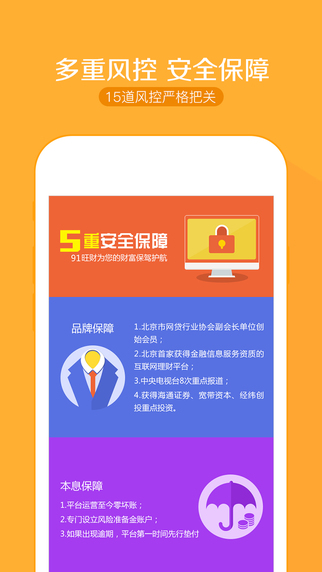 多重风控 安全保障
15道风控严格把关
5重安全保障
91旺财为您的财富保驾护航
品牌保障
1.北京市网贷行业协会副会长单位创
始会员；
2.北京首家获得金融信息服务资质的
互联网理财平台；
3.中央电视台8次重点报道；
4.获得海通证券、宽带资本、经纬创
投重点投资。
本息保障
1.平台运营至今零坏账；
2.专门设立风险准备金账户；
3.如果出现逾期，平台第一时间先行垫付